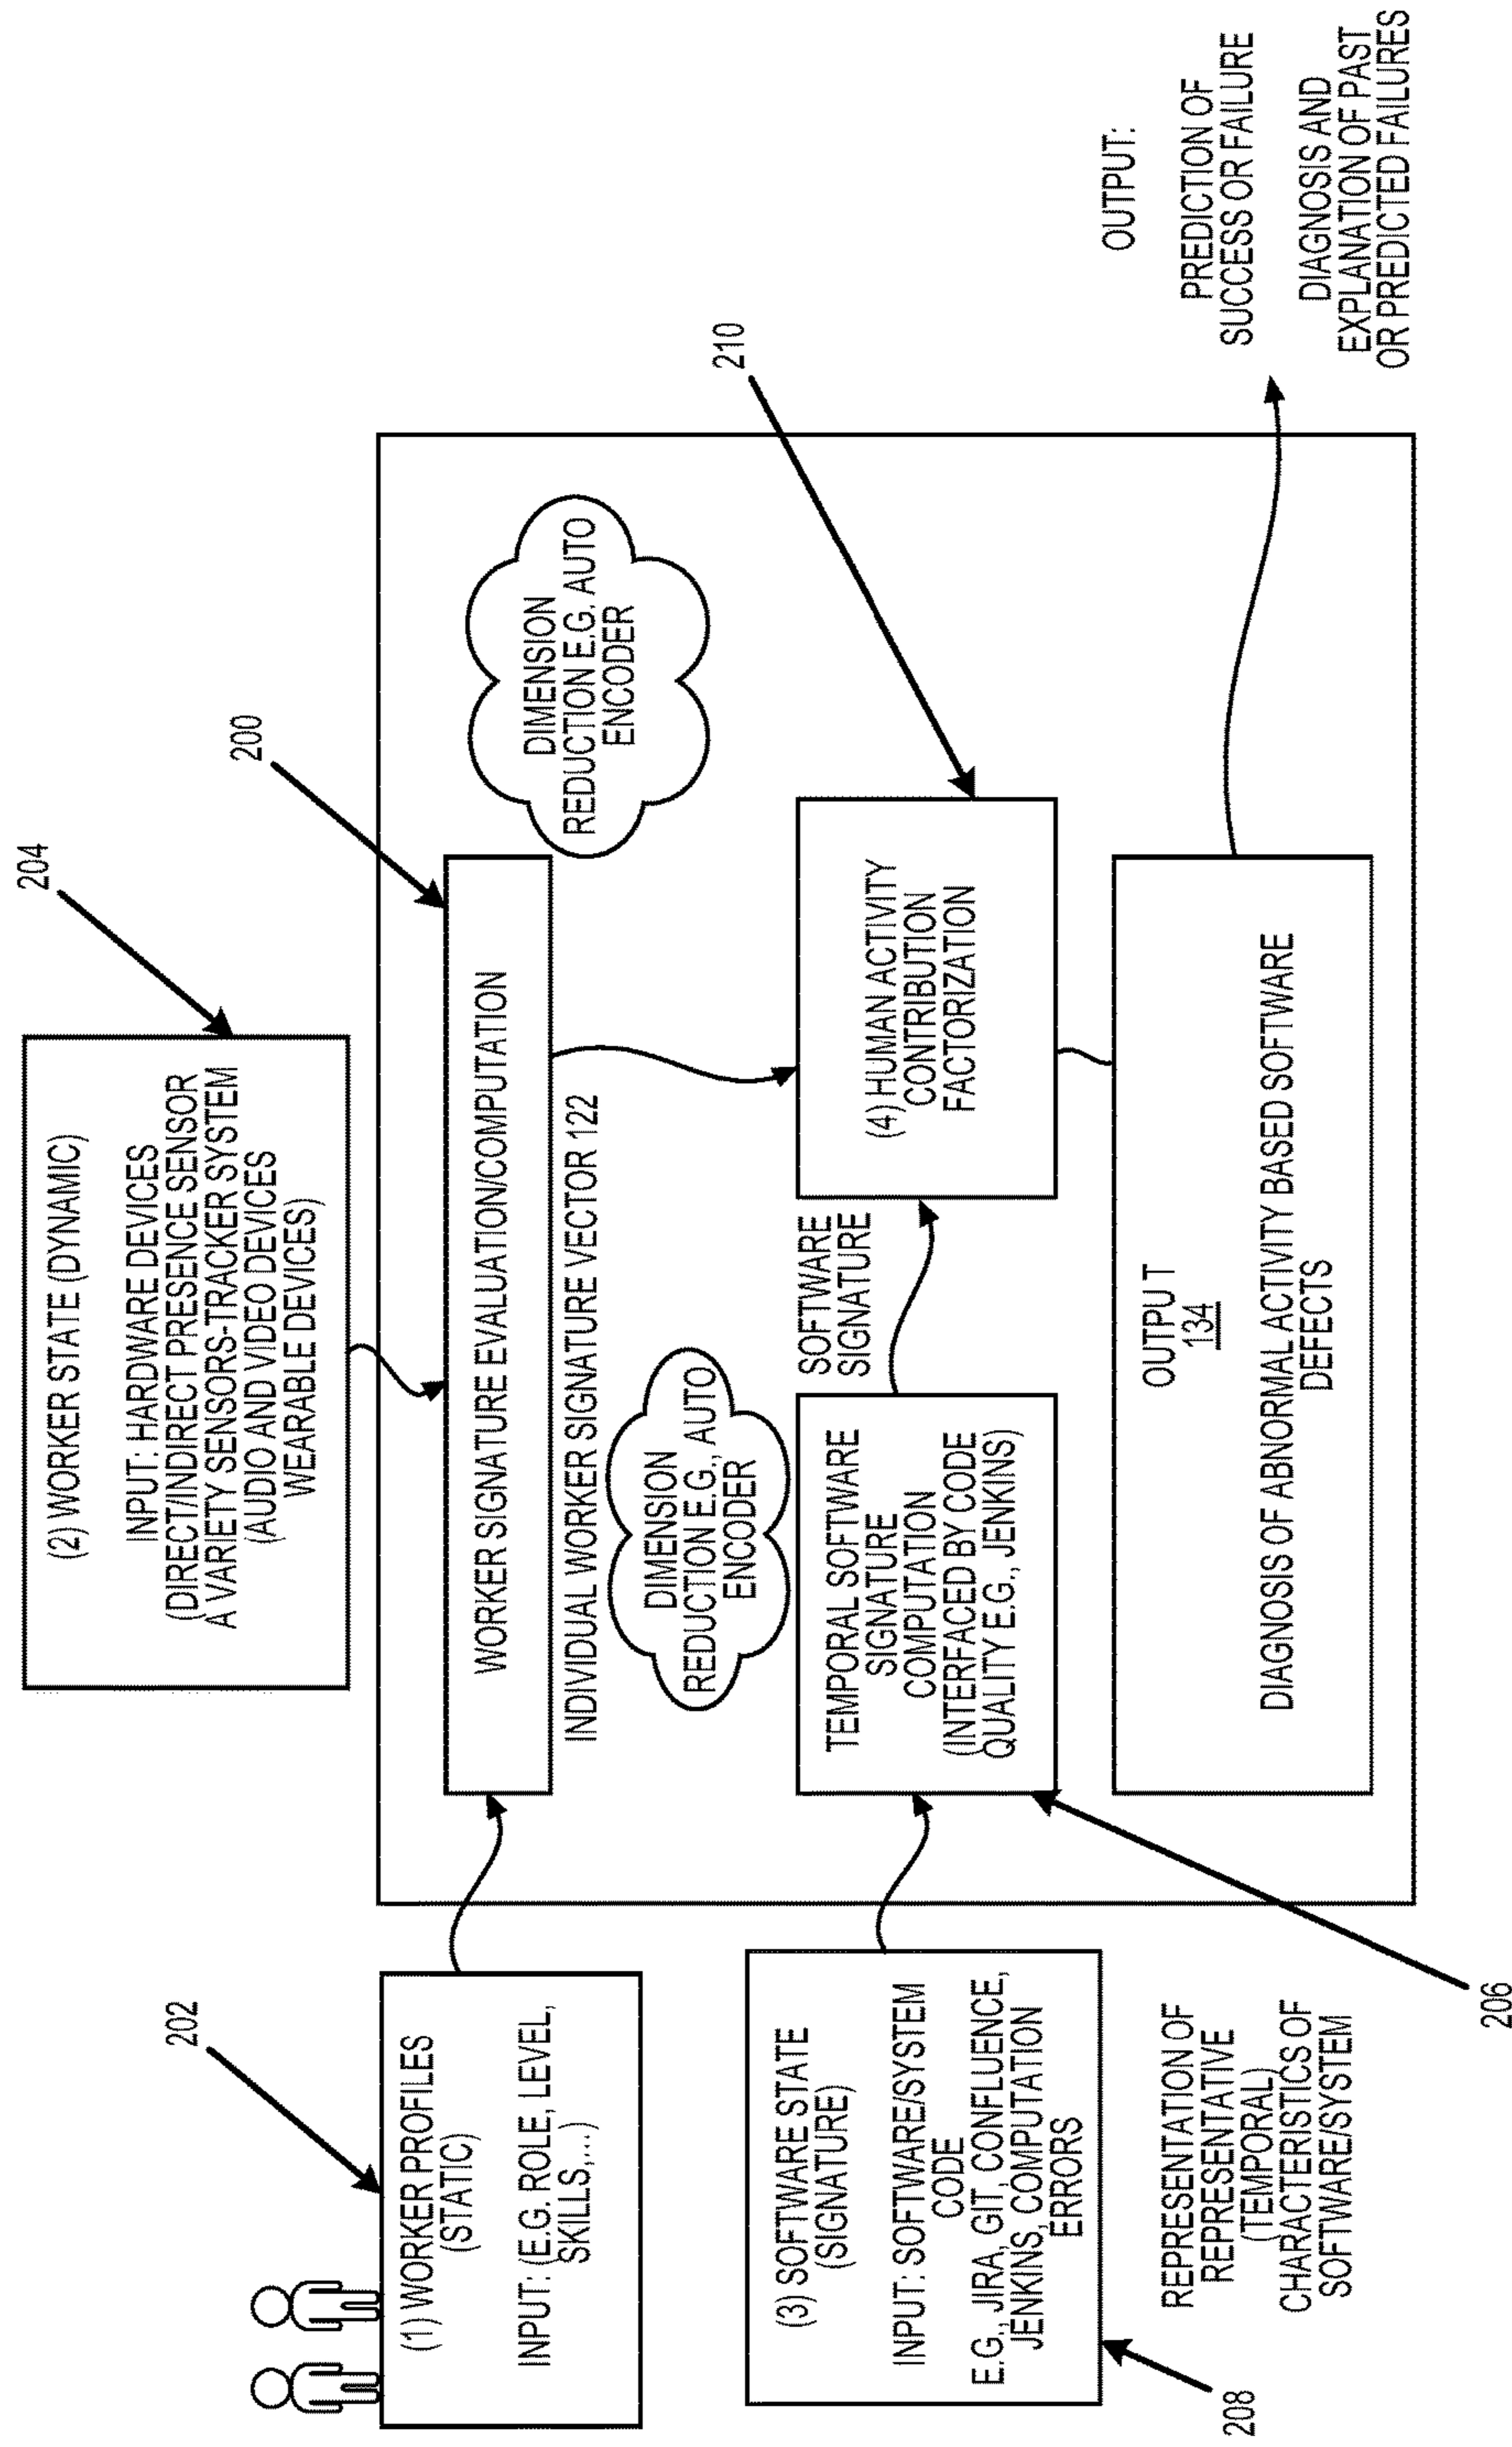 204
(2) WORKER STATE (DYNAMIC)
INPUT: HARDWARE DEVICES
(DIRECT/INDIRECT PRESENCE SENSOR
A VARIETY SENSORS-TRACKER SYSTEM
(AUDIO AND VIDEO DEVICES
WEARABLE DEVICES)
202
(1) WORKER PROFILES
(STATIC)
INPUT: (E.G. ROLE, LEVEL,
SKILLS,...)
200
WORKER SIGNATURE EVALUATION/COMPUTATION
INDIVIDUAL WORKER SIGNATURE VECTOR 122
DIMENSION
REDUCTION E.G. AUTO
ENCODER
DIMENSION
REDUCTION E.G., AUTO
ENCODER
210
(3) SOFTWARE STATE
(SIGNATURE)
INPUT: SOFTWARE/SYSTEM
CODE
E.G., JIRA, GIT, CONFLUENCE,
JENKINS, COMPUTATION
ERRORS
208
TEMPORAL SOFTWARE
SIGNATURE
COMPUTATION
(INTERFACED BY CODE
QUALITY E.G., JENKINS)
206
SOFTWARE
SIGNATURE
(4) HUMAN ACTIVITY
CONTRIBUTION
FACTORIZATION
REPRESENTATION OF
REPRESENTATIVE
(TEMPORAL)
CHARACTERISTICS OF
SOFTWARE/SYSTEM
OUTPUT
134
DIAGNOSIS OF ABNORMAL ACTIVITY BASED SOFTWARE
DEFECTS
OUTPUT:
PREDICTION OF
SUCCESS OR FAILURE
DIAGNOSIS AND
EXPLANATION OF PAST
OR PREDICTED FAILURES